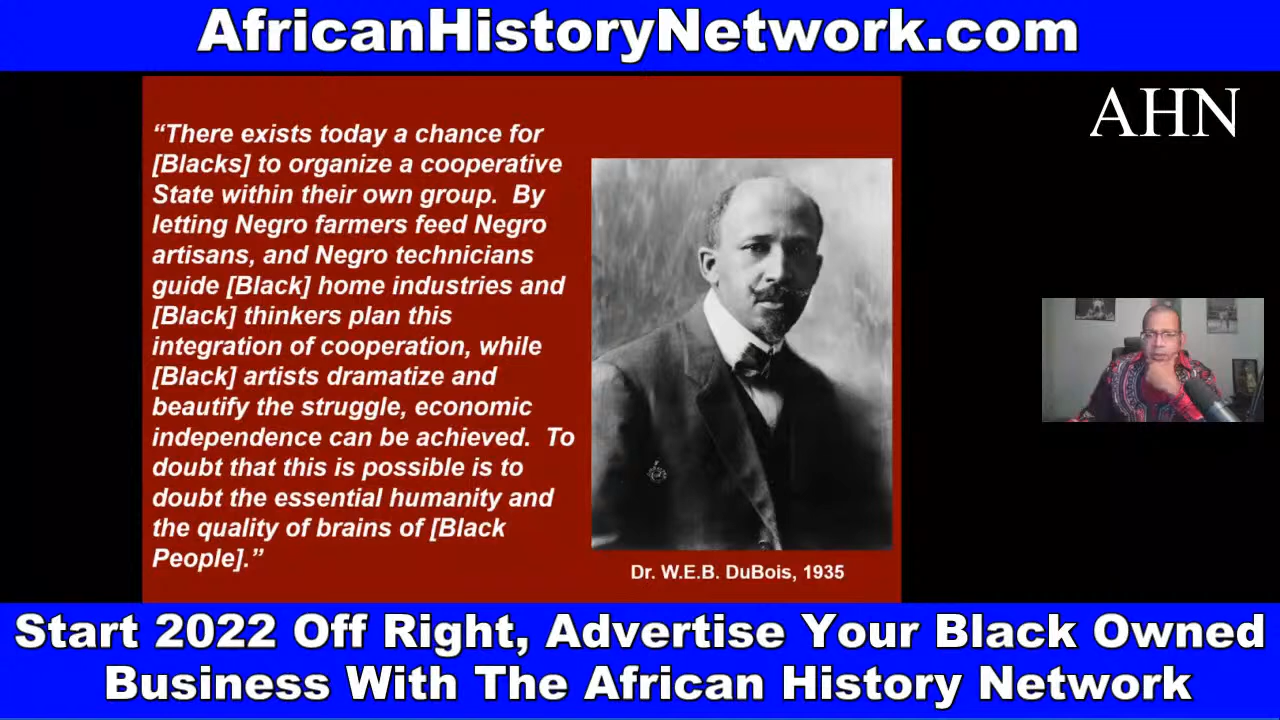 AfricanHistoryNetwork.com
AHN
“There exists today a chance for
[Blacks] to organize a cooperative
State within their own group.  By
letting Negro farmers feed Negro
artisans, and Negro technicians
guide [Black] home industries and
[Black] thinkers plan this
integration of cooperation, while
[Black] artists dramatize and
beautify the struggle, economic
independence can be achieved.  To
doubt that this is possible is to
doubt the essential humanity and
the quality of brains of [Black
People].”
Dr. W.E.B. DuBois, 1935
Start 2022 Off Right, Advertise Your Black Owned
Business With The African History Network